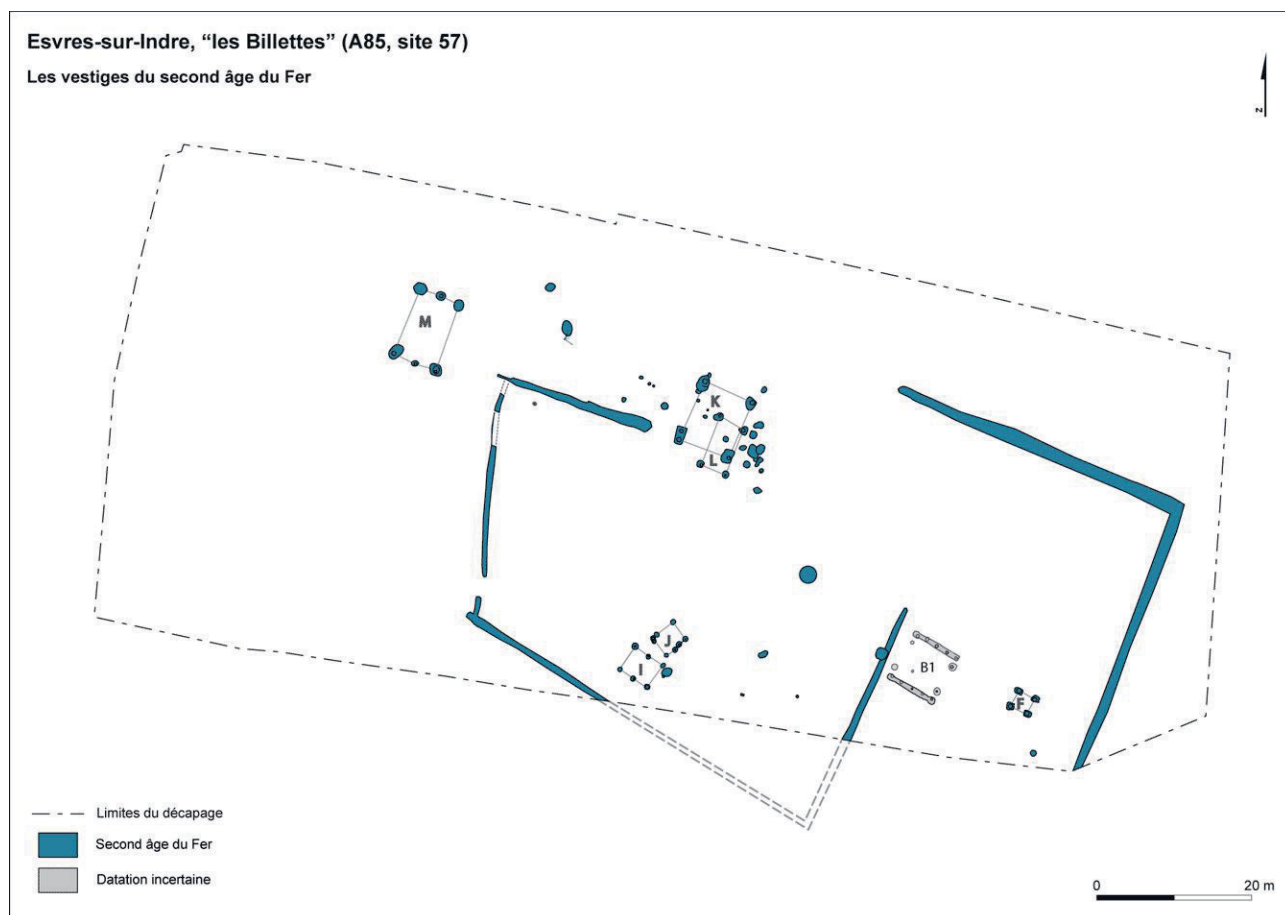 Esvres-sur-Indre, “les Billettes” (A85, site 57)
Les vestiges du second âge du Fer
N
M
K
L
J
I
B1
F
Limites du décapage
Second âge du Fer
Datation incertaine
0 20 m